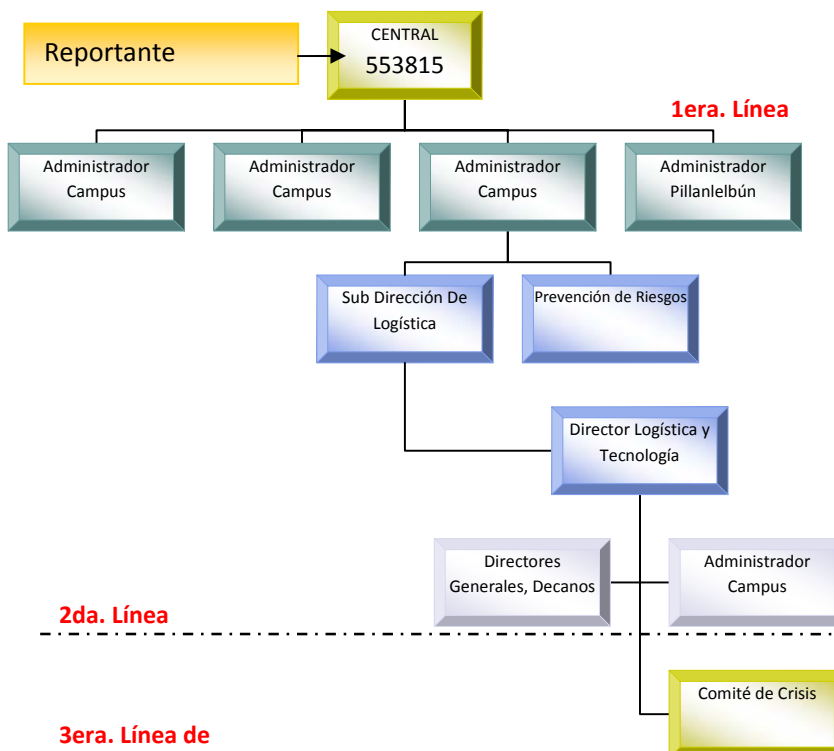 Reportante
CENTRAL
553815
1era. Línea
Administrador
Campus
Administrador
Campus
Administrador
Campus
Administrador
Pillanlelbún
Sub Dirección De
Logística
Prevención de Riesgos
Director Logística y
Tecnología
Directores
Generales, Decanos
Administrador
Campus
2da. Línea
Comité de Crisis
3era. Línea de